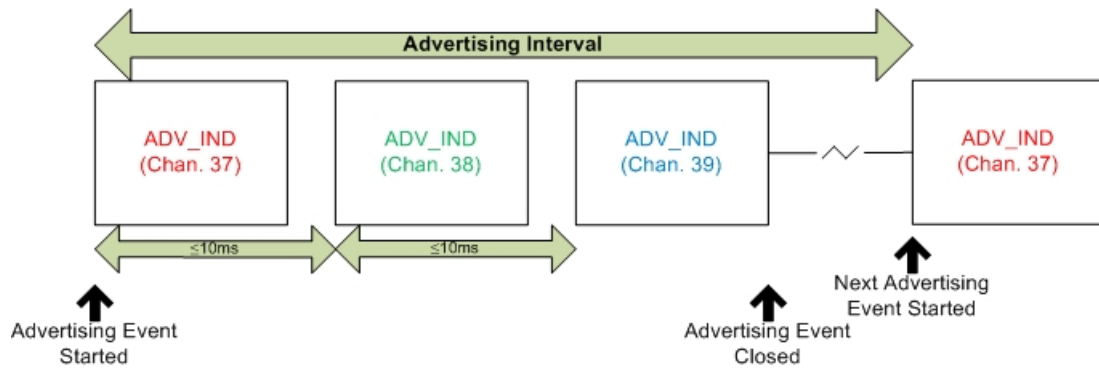 Advertising Interval
ADV_IND
(Chan. 37)
ADV_IND
(Chan. 38)
ADV_IND
(Chan. 39)
ADV_IND
(Chan. 37)
≤10ms
≤10ms
Advertising Event
Started
Advertising Event
Closed
Next Advertising
Event Started